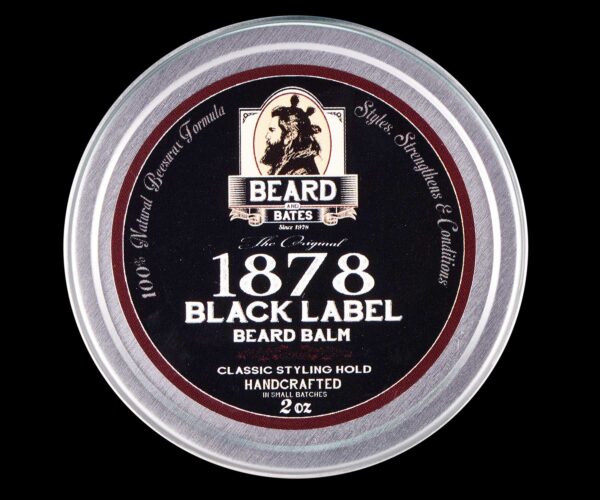 100% Natural Beeswax Formula
Styles, Strengthens & Conditions
BEARD
AND
BATES
Since 1978
The Original
1878
BLACK LABEL
BEARD BALM
CLASSIC STYLING HOLD
HANDCRAFTED
IN SMALL BATCHES
2 oz